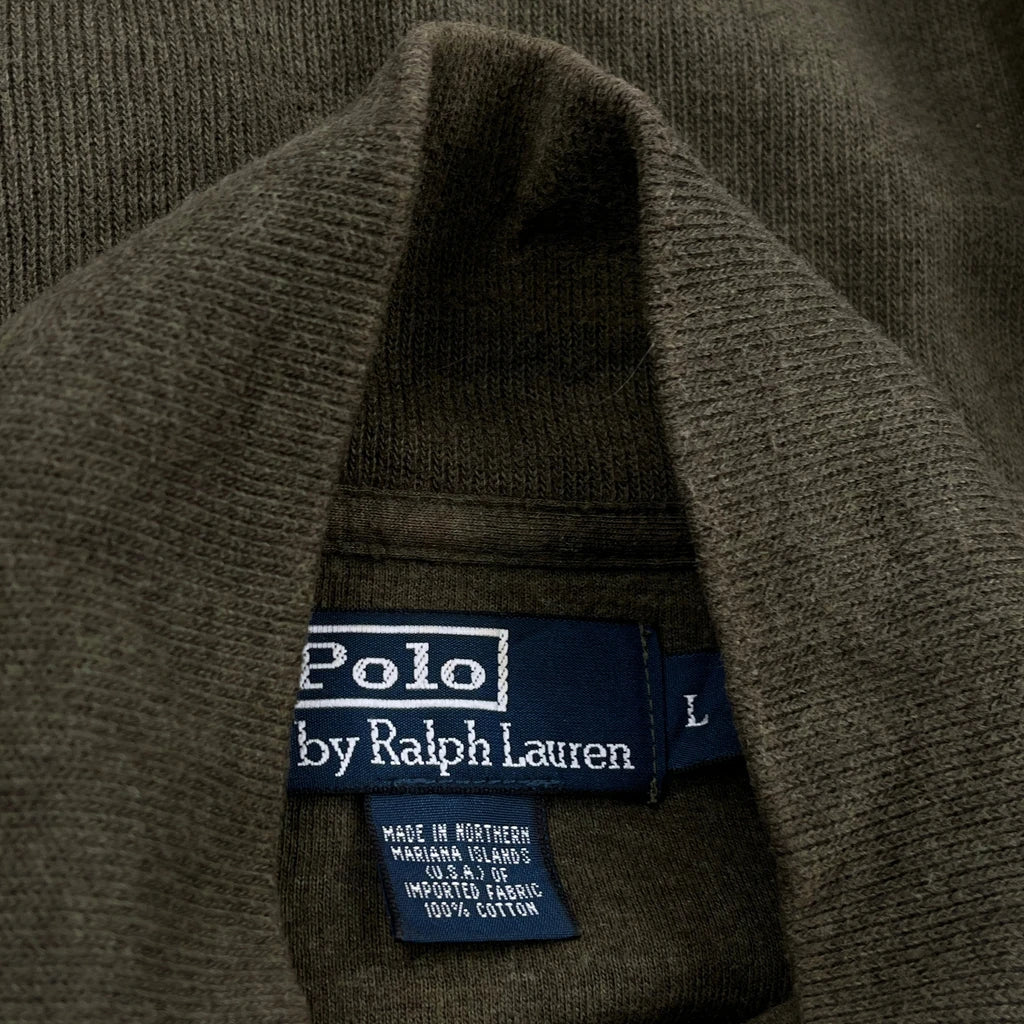 Polo
by Ralph Lauren
L
MADE IN NORTHERN
MARIANA ISLANDS
(U.S.A.) OF
IMPORTED FABRIC
100% COTTON